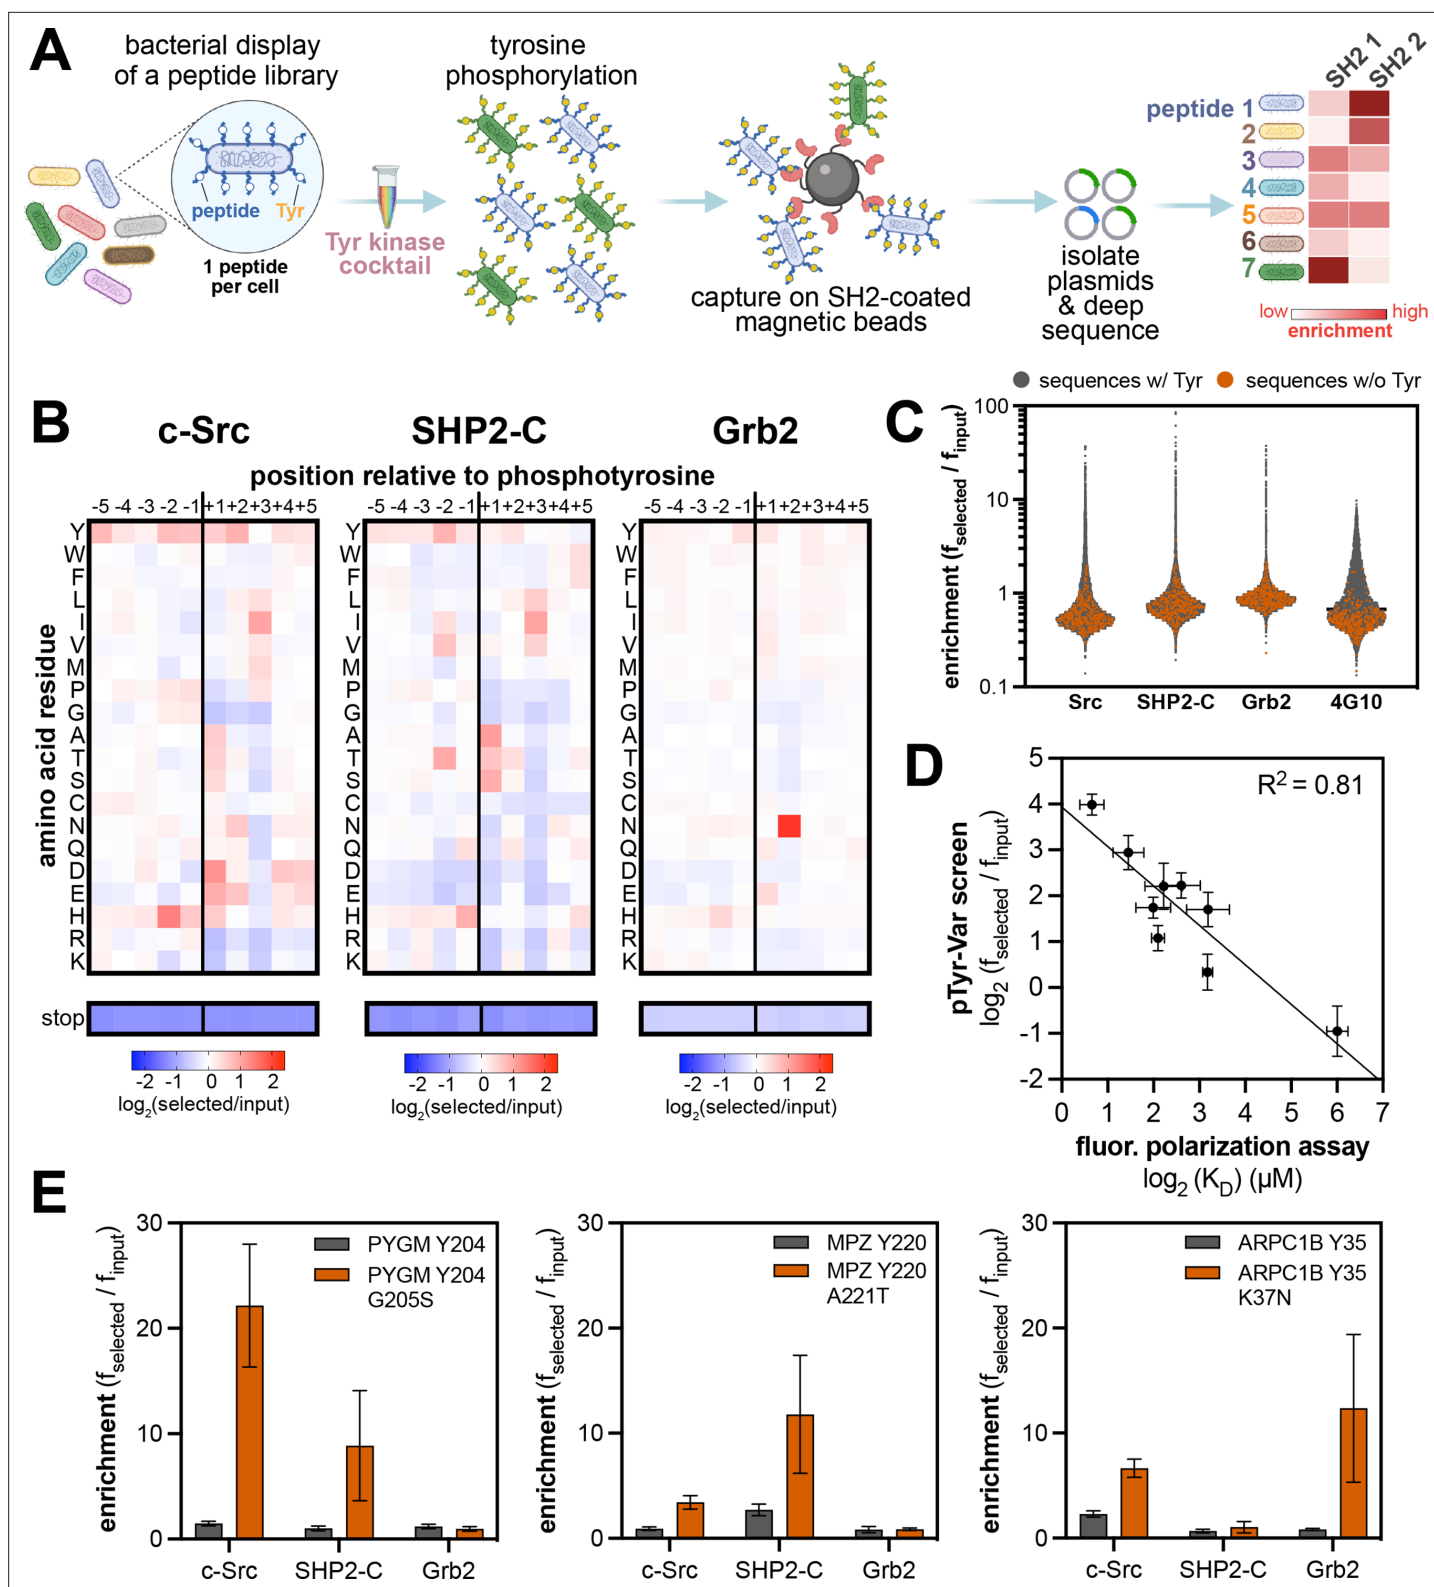 A
bacterial display
of a peptide library
peptide
Tyr
1 peptide
per cell
Tyr kinase
cocktail
tyrosine
phosphorylation
capture on SH2-coated
magnetic beads
isolate
plasmids
& deep
sequence
SH2 1
SH2 2
peptide 1
2
3
4
5
6
7
low
high
enrichment
B
c-Src
SHP2-C
Grb2
position relative to phosphotyrosine
-5 -4 -3 -2 -1 +1 +2 +3 +4 +5
-5 -4 -3 -2 -1 +1 +2 +3 +4 +5
-5 -4 -3 -2 -1 +1 +2 +3 +4 +5
amino acid residue
Y Y Y
W W W
F F F
L L L
I I I
V V V
M M M
P P P
G G G
A A A
T T T
S S S
C C C
N N N
Q Q Q
D D D
E E E
H H H
R R R
K K K
stop
-2 -1 0 1 2
log2(selected/input)
-2 -1 0 1 2
log2(selected/input)
-2 -1 0 1 2
log2(selected/input)
sequences w/ Tyr
sequences w/o Tyr
C
enrichment (fselected / finput)
100
10
1
0.1
Src SHP2-C Grb2 4G10
D
R2 = 0.81
pTyr-Var screen
log2 (fselected / finput)
5
4
3
2
1
0
-1
-2
0 1 2 3 4 5 6 7
fluor. polarization assay
log2 (KD) (µM)
E
enrichment (fselected / finput)
30
20
10
0
PYGM Y204
PYGM Y204
G205S
c-Src SHP2-C Grb2
enrichment (fselected / finput)
30
20
10
0
MPZ Y220
MPZ Y220
A221T
c-Src SHP2-C Grb2
enrichment (fselected / finput)
30
20
10
0
ARPC1B Y35
ARPC1B Y35
K37N
c-Src SHP2-C Grb2